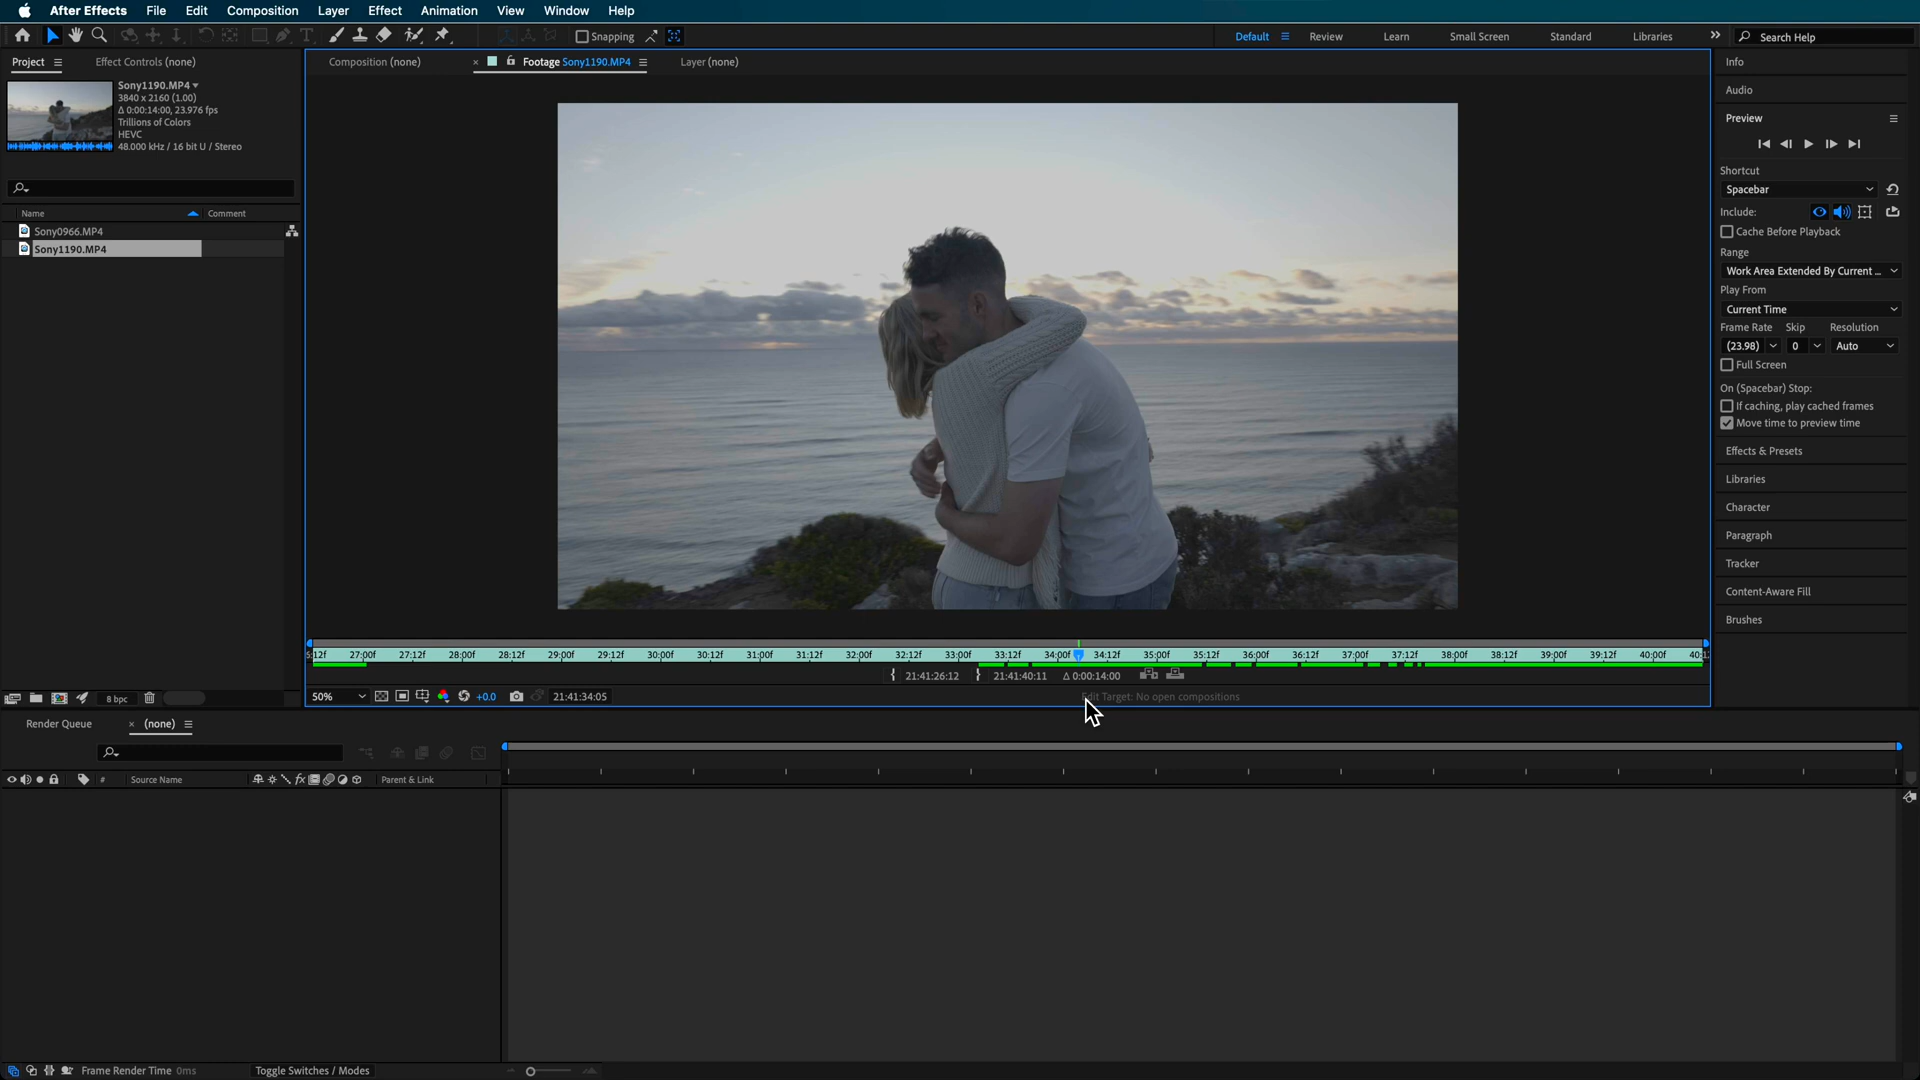 After Effects File Edit Composition Layer Effect Animation View Window Help
Snapping Default Review Learn Small Screen Standard Libraries Search Help
Project Effect Controls (none) Composition (none) Footage Sony1190.MP4 Layer (none)
Sony1190.MP4
3840 x 2160 (1.00)
Δ 0:00:14:00, 23.976 fps
Trillions of Colors
HEVC
48.000 kHz / 16 bit U / Stereo
Name Comment
Sony0966.MP4
Sony1190.MP4
8 bpc
5:12f 27:00f 27:12f 28:00f 28:12f 29:00f 29:12f 30:00f 30:12f 31:00f 31:12f 32:00f 32:12f 33:00f 33:12f 34:00f 34:12f 35:00f 35:12f 36:00f 36:12f 37:00f 37:12f 38:00f 38:12f 39:00f 39:12f 40:00f
21:41:26:12 21:41:40:11 Δ 0:00:14:00
50% +0.0 21:41:34:05 Edit Target: No open compositions
Info
Audio
Preview
Shortcut
Spacebar
Include:
Cache Before Playback
Range
Work Area Extended By Current ...
Play From
Current Time
Frame Rate Skip Resolution
(23.98) 0 Auto
Full Screen
On (Spacebar) Stop:
If caching, play cached frames
Move time to preview time
Effects & Presets
Libraries
Character
Paragraph
Tracker
Content-Aware Fill
Brushes
Render Queue (none)
# Source Name fx Parent & Link
Frame Render Time 0ms Toggle Switches / Modes